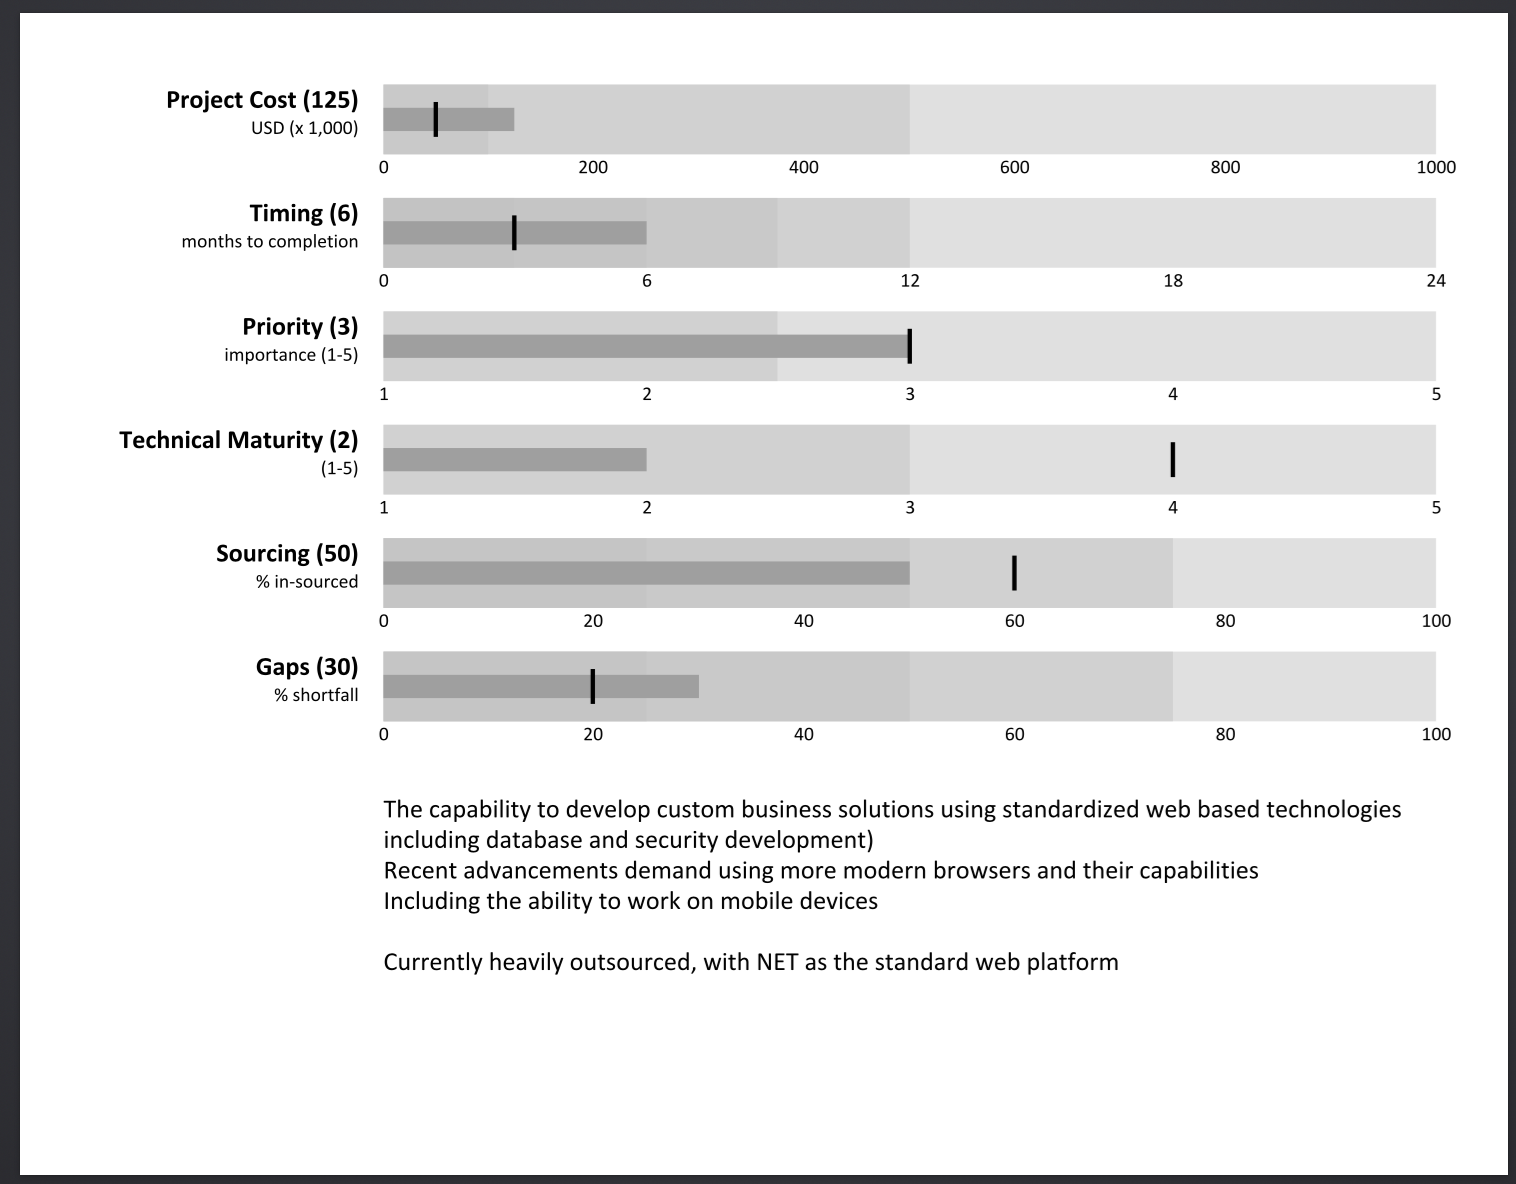 Project Cost (125)
USD (x 1,000)
0 200 400 600 800 1000
Timing (6)
months to completion
0 6 12 18 24
Priority (3)
importance (1-5)
1 2 3 4 5
Technical Maturity (2)
(1-5)
1 2 3 4 5
Sourcing (50)
% in-sourced
0 20 40 60 80 100
Gaps (30)
% shortfall
0 20 40 60 80 100
The capability to develop custom business solutions using standardized web based technologies
including database and security development)
Recent advancements demand using more modern browsers and their capabilities
Including the ability to work on mobile devices
Currently heavily outsourced, with NET as the standard web platform